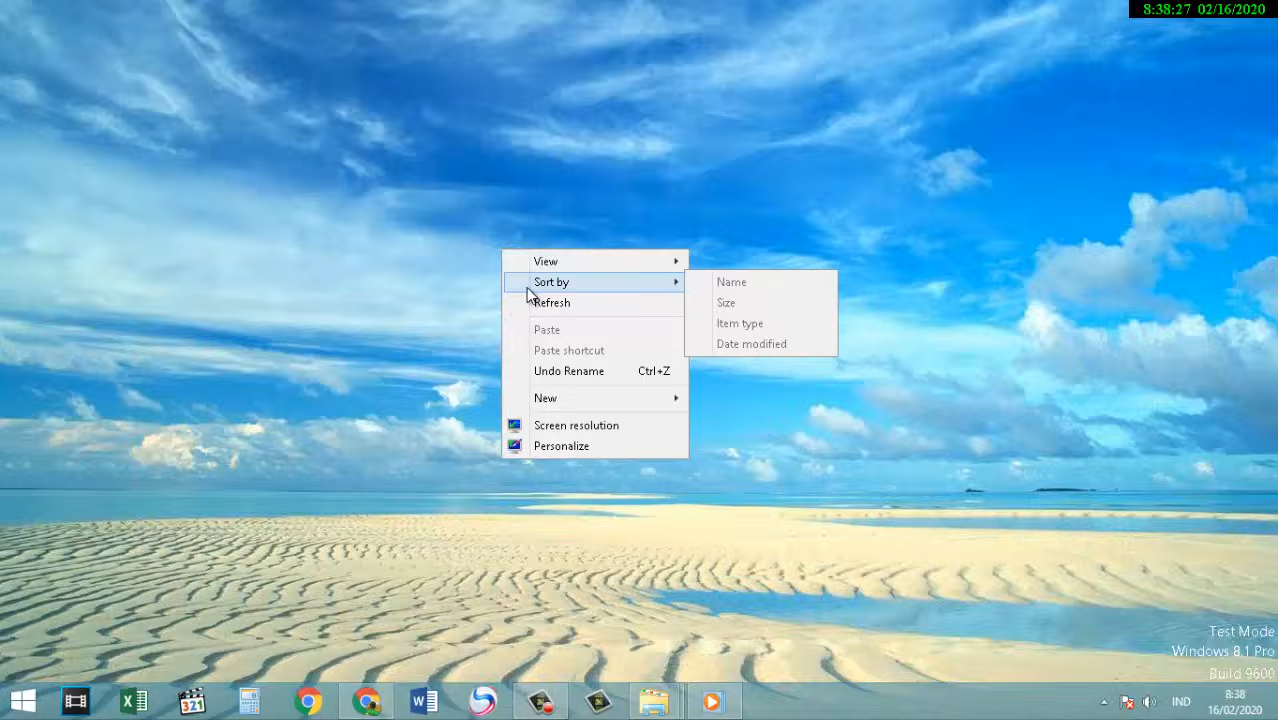 8:38:27 02/16/2020
View
Sort by
Refresh
Paste
Paste shortcut
Undo Rename Ctrl+Z
New
Screen resolution
Personalize
Name
Size
Item type
Date modified
Test Mode
Windows 8.1 Pro
Build 9600
321
IND
8:38
16/02/2020